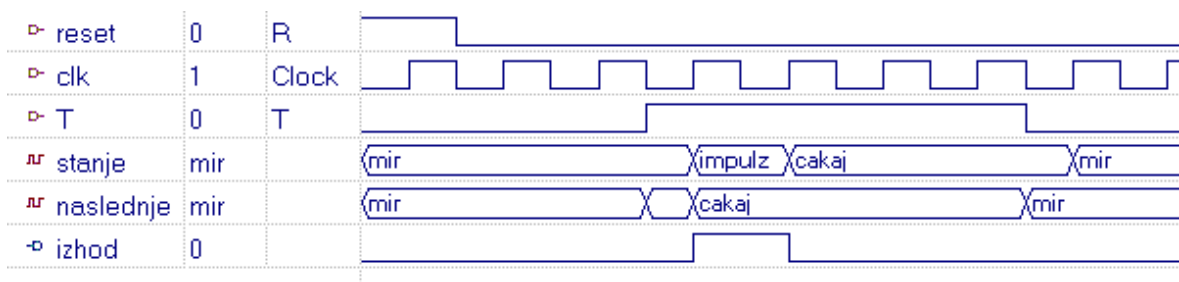 reset 0 R
clk 1 Clock
T 0 T
stanje mir mir impulz cakaj mir
naslednje mir mir cakaj mir
izhod 0